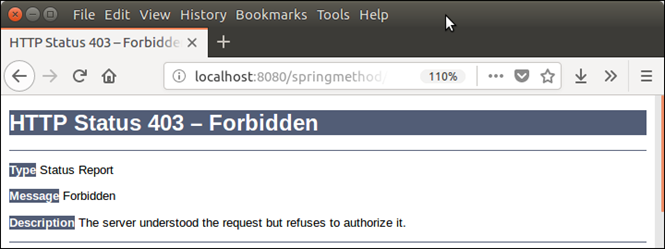 File Edit View History Bookmarks Tools Help
HTTP Status 403 – Forbidde
localhost:8080/springmethod/ 110%
HTTP Status 403 – Forbidden
Type Status Report
Message Forbidden
Description The server understood the request but refuses to authorize it.